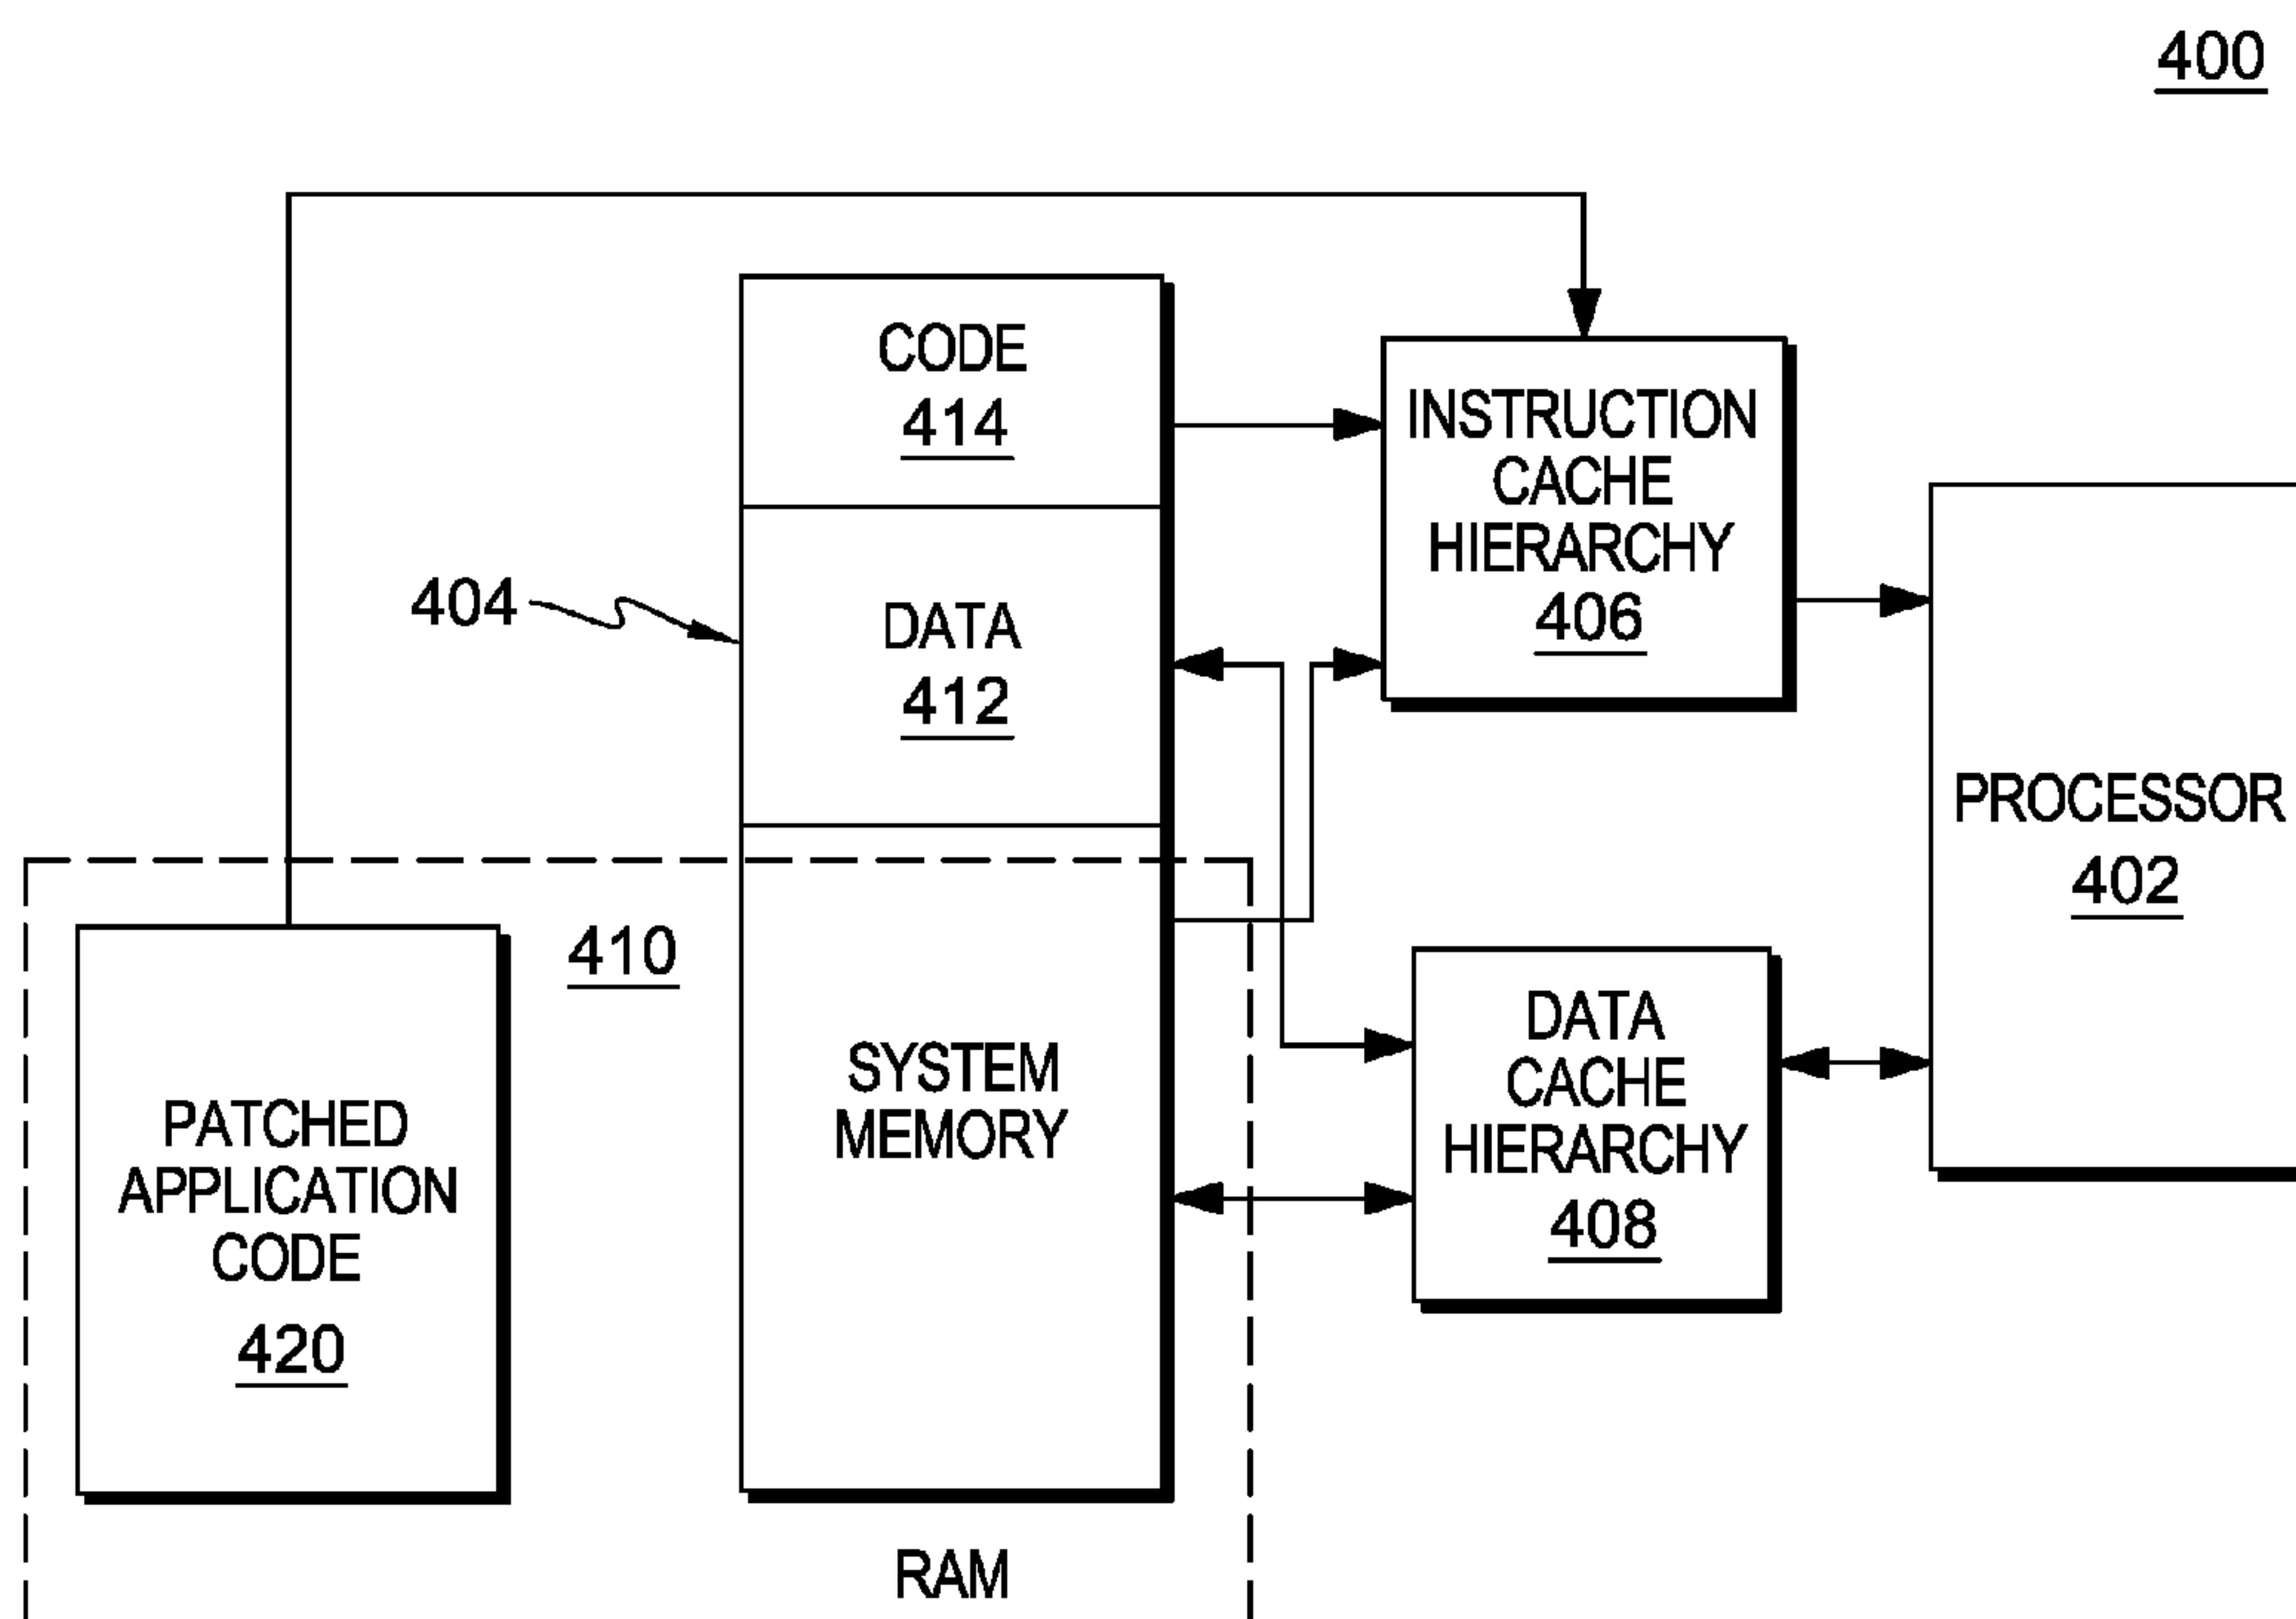 400
CODE
414
INSTRUCTION
CACHE
HIERARCHY
406
404
DATA
412
PROCESSOR
402
410
PATCHED
APPLICATION
CODE
420
SYSTEM
MEMORY
DATA
CACHE
HIERARCHY
408
RAM